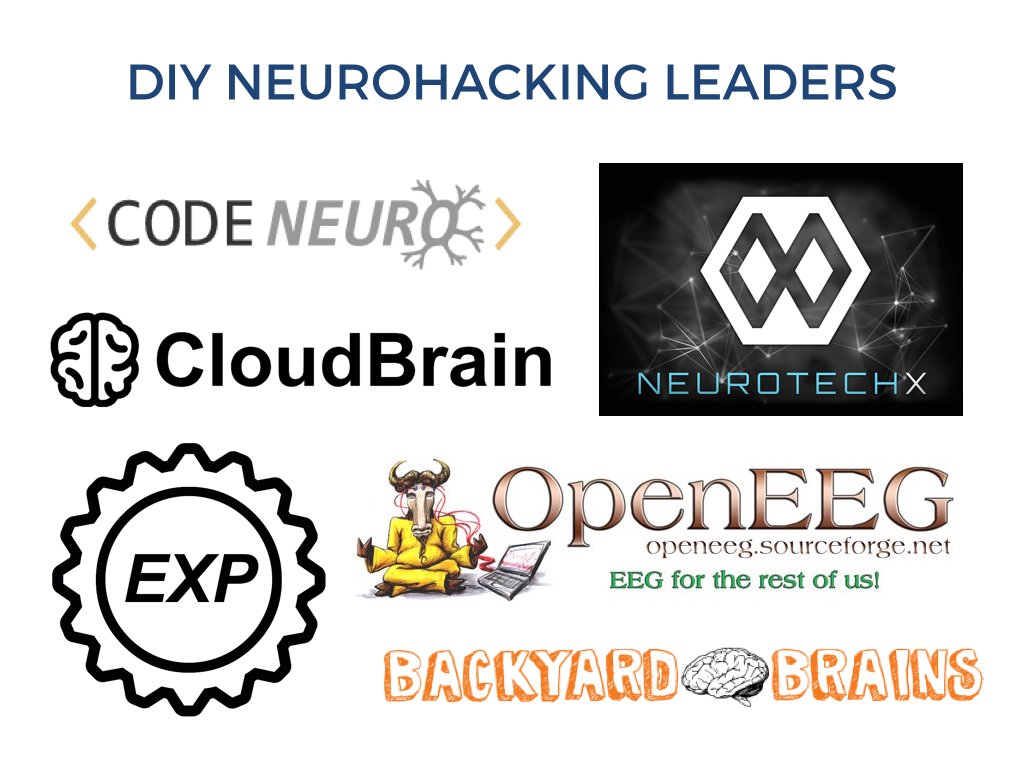 DIY NEUROHACKING LEADERS
<CODE NEURO>
NEUROTECHX
CloudBrain
EXP
OpenEEG
openeeg.sourceforge.net
EEG for the rest of us!
BACKYARD BRAINS